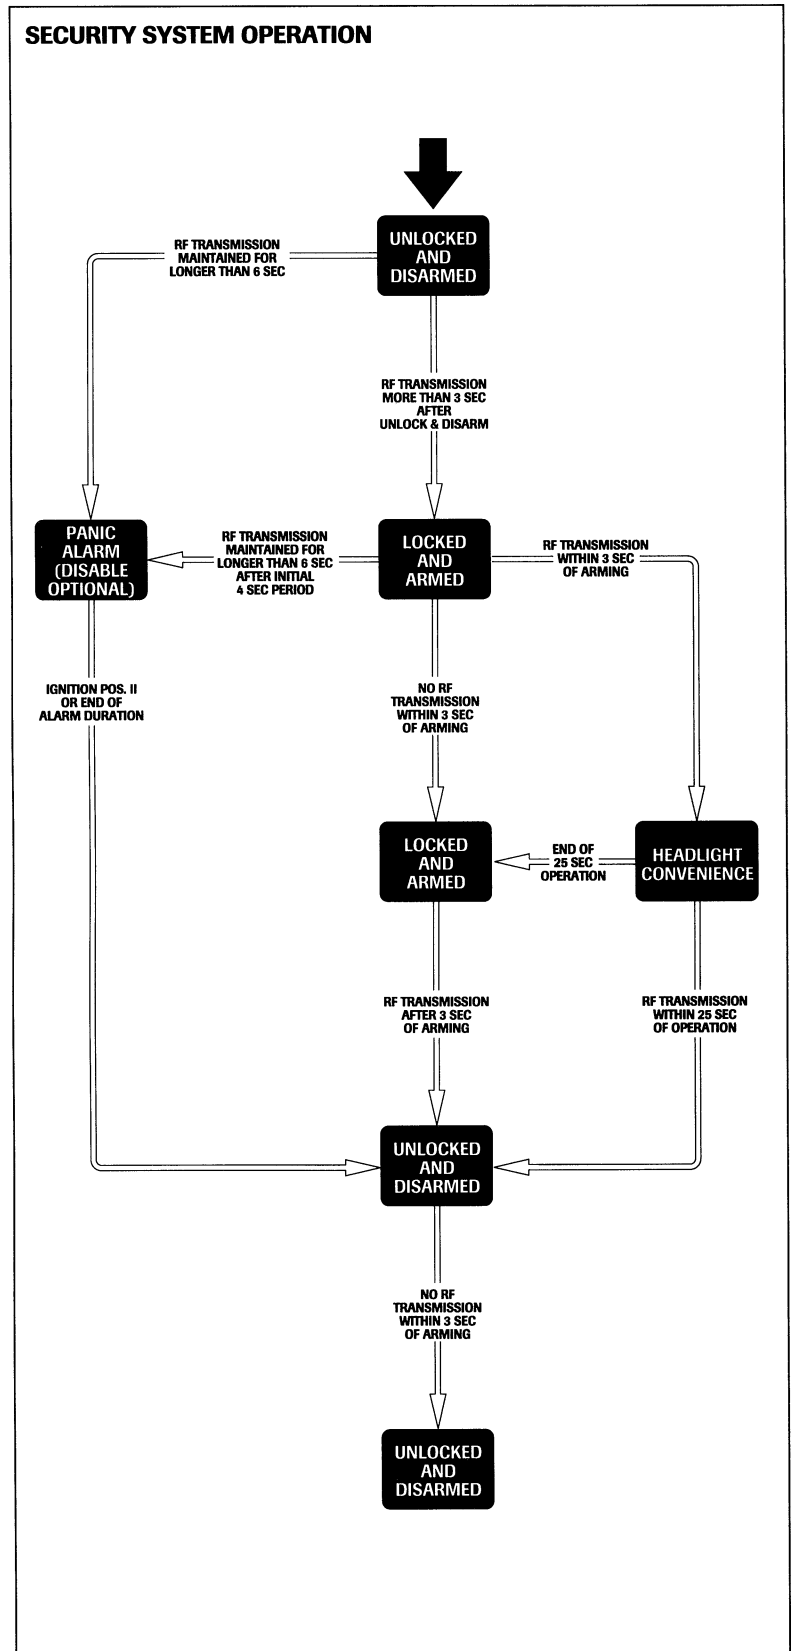 SECURITY SYSTEM OPERATION
UNLOCKED
AND
DISARMED
RF TRANSMISSION
MAINTAINED FOR
LONGER THAN 6 SEC
RF TRANSMISSION
MORE THAN 3 SEC
AFTER
UNLOCK & DISARM
PANIC
ALARM
(DISABLE
OPTIONAL)
RF TRANSMISSION
MAINTAINED FOR
LONGER THAN 6 SEC
AFTER INITIAL
4 SEC PERIOD
LOCKED
AND
ARMED
RF TRANSMISSION
WITHIN 3 SEC
OF ARMING
IGNITION POS. II
OR END OF
ALARM DURATION
NO RF
TRANSMISSION
WITHIN 3 SEC
OF ARMING
LOCKED
AND
ARMED
END OF
25 SEC
OPERATION
HEADLIGHT
CONVENIENCE
RF TRANSMISSION
AFTER 3 SEC
OF ARMING
RF TRANSMISSION
WITHIN 25 SEC
OF OPERATION
UNLOCKED
AND
DISARMED
NO RF
TRANSMISSION
WITHIN 3 SEC
OF ARMING
UNLOCKED
AND
DISARMED